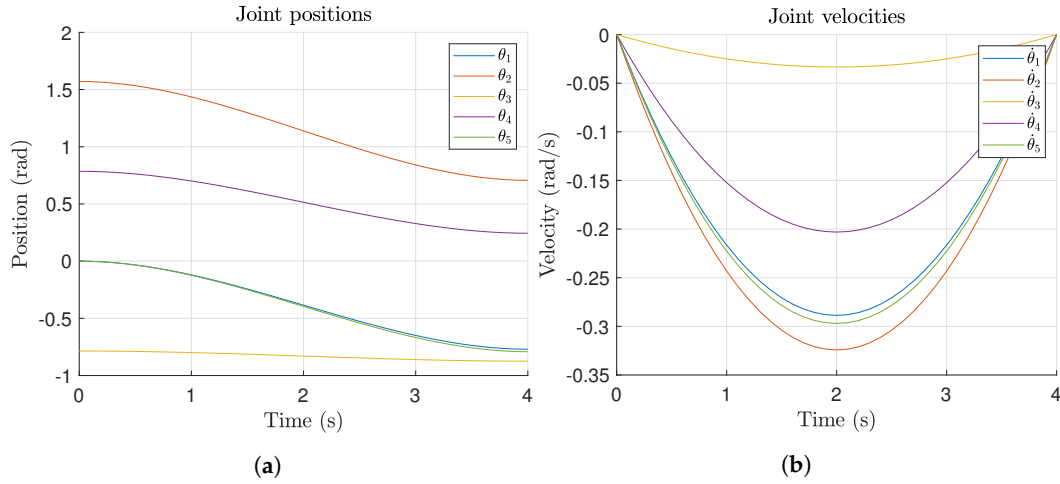 Joint positions
2
1.5
1
0.5
0
-0.5
-1
0 1 2 3 4
Position (rad)
Time (s)
θ1
θ2
θ3
θ4
θ5
(a)
Joint velocities
0
-0.05
-0.1
-0.15
-0.2
-0.25
-0.3
-0.35
0 1 2 3 4
Velocity (rad/s)
Time (s)
θ̇1
θ̇2
θ̇3
θ̇4
θ̇5
(b)